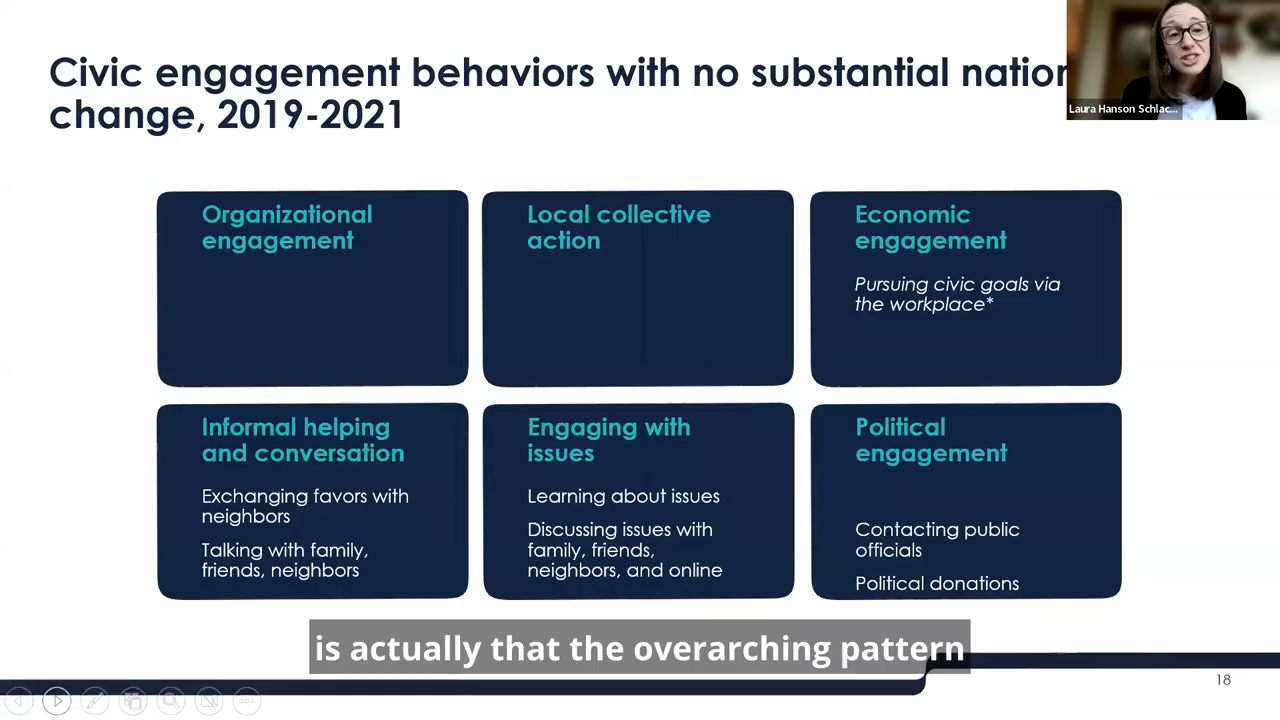 Civic engagement behaviors with no substantial nation
change, 2019-2021
Laura Hanson Schlac...
Organizational
engagement
Local collective
action
Economic
engagement
Pursuing civic goals via
the workplace*
Informal helping
and conversation
Exchanging favors with
neighbors
Talking with family,
friends, neighbors
Engaging with
issues
Learning about issues
Discussing issues with
family, friends,
neighbors, and online
Political
engagement
Contacting public
officials
Political donations
is actually that the overarching pattern
18